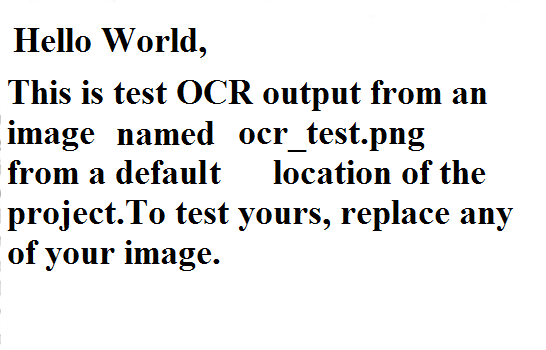 Hello World,
This is test OCR output from an
image named ocr_test.png
from a default location of the
project.To test yours, replace any
of your image.